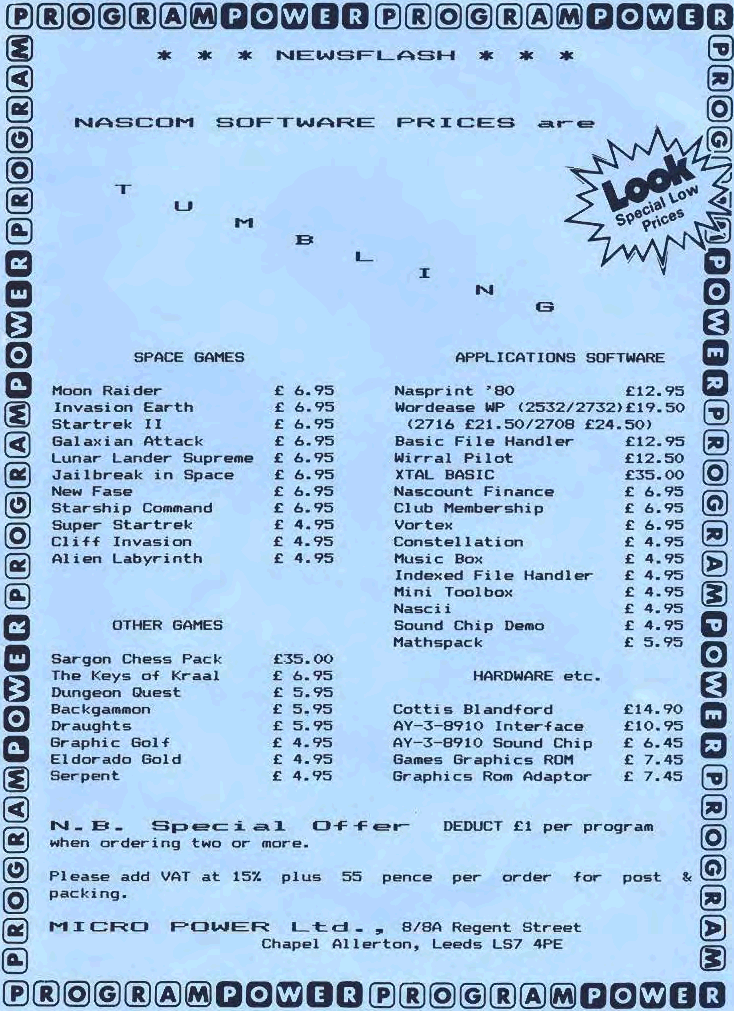 PROGRAMPOWERPROGRAMPOWER
* * * NEWSFLASH * * *
NASCOM SOFTWARE PRICES are
Look
Special Low
Prices
TUMBLING
SPACE GAMES
Moon Raider £ 6.95
Invasion Earth £ 6.95
Startrek II £ 6.95
Galaxian Attack £ 6.95
Lunar Lander Supreme £ 6.95
Jailbreak in Space £ 6.95
New Fase £ 6.95
Starship Command £ 6.95
Super Startrek £ 4.95
Cliff Invasion £ 4.95
Alien Labyrinth £ 4.95
OTHER GAMES
Sargon Chess Pack £35.00
The Keys of Kraal £ 6.95
Dungeon Quest £ 5.95
Backgammon £ 5.95
Draughts £ 5.95
Graphic Golf £ 4.95
Eldorado Gold £ 4.95
Serpent £ 4.95
APPLICATIONS SOFTWARE
Nasprint '80 £12.95
Wordease WP (2532/2732)£19.50
(2716 £21.50/2708 £24.50)
Basic File Handler £12.95
Wirral Pilot £12.50
XTAL BASIC £35.00
Nascount Finance £ 6.95
Club Membership £ 6.95
Vortex £ 6.95
Constellation £ 4.95
Music Box £ 4.95
Indexed File Handler £ 4.95
Mini Toolbox £ 4.95
Nascii £ 4.95
Sound Chip Demo £ 4.95
Mathspack £ 5.95
HARDWARE etc.
Cottis Blandford £14.90
AY-3-8910 Interface £10.95
AY-3-8910 Sound Chip £ 6.45
Games Graphics ROM £ 7.45
Graphics Rom Adaptor £ 7.45
N.B. Special Offer DEDUCT £1 per program
when ordering two or more.
Please add VAT at 15% plus 55 pence per order for post &
packing.
MICRO POWER Ltd., 8/8A Regent Street
Chapel Allerton, Leeds LS7 4PE
PROGRAMPOWERPROGRAMPOWER
PROGRAMPOWERPROGRAMPOWERPROGRAM
PROGRAMPOWERPROGRAMPOWERPROGRAM